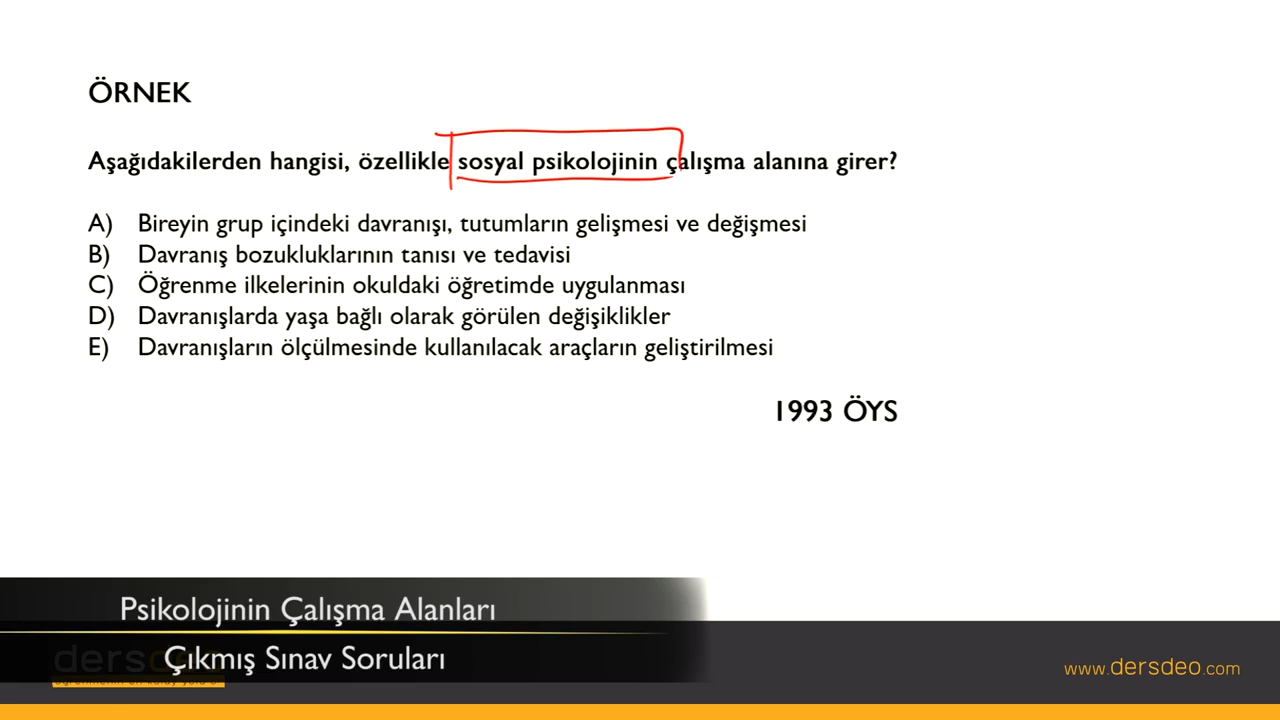 ÖRNEK
Aşağıdakilerden hangisi, özellikle sosyal psikolojinin çalışma alanına girer?
A) Bireyin grup içindeki davranışı, tutumların gelişmesi ve değişmesi
B) Davranış bozukluklarının tanısı ve tedavisi
C) Öğrenme ilkelerinin okuldaki öğretimde uygulanması
D) Davranışlarda yaşa bağlı olarak görülen değişiklikler
E) Davranışların ölçülmesinde kullanılacak araçların geliştirilmesi
1993 ÖYS
Psikolojinin Çalışma Alanları
Çıkmış Sınav Soruları
dersdeo
www.dersdeo.com